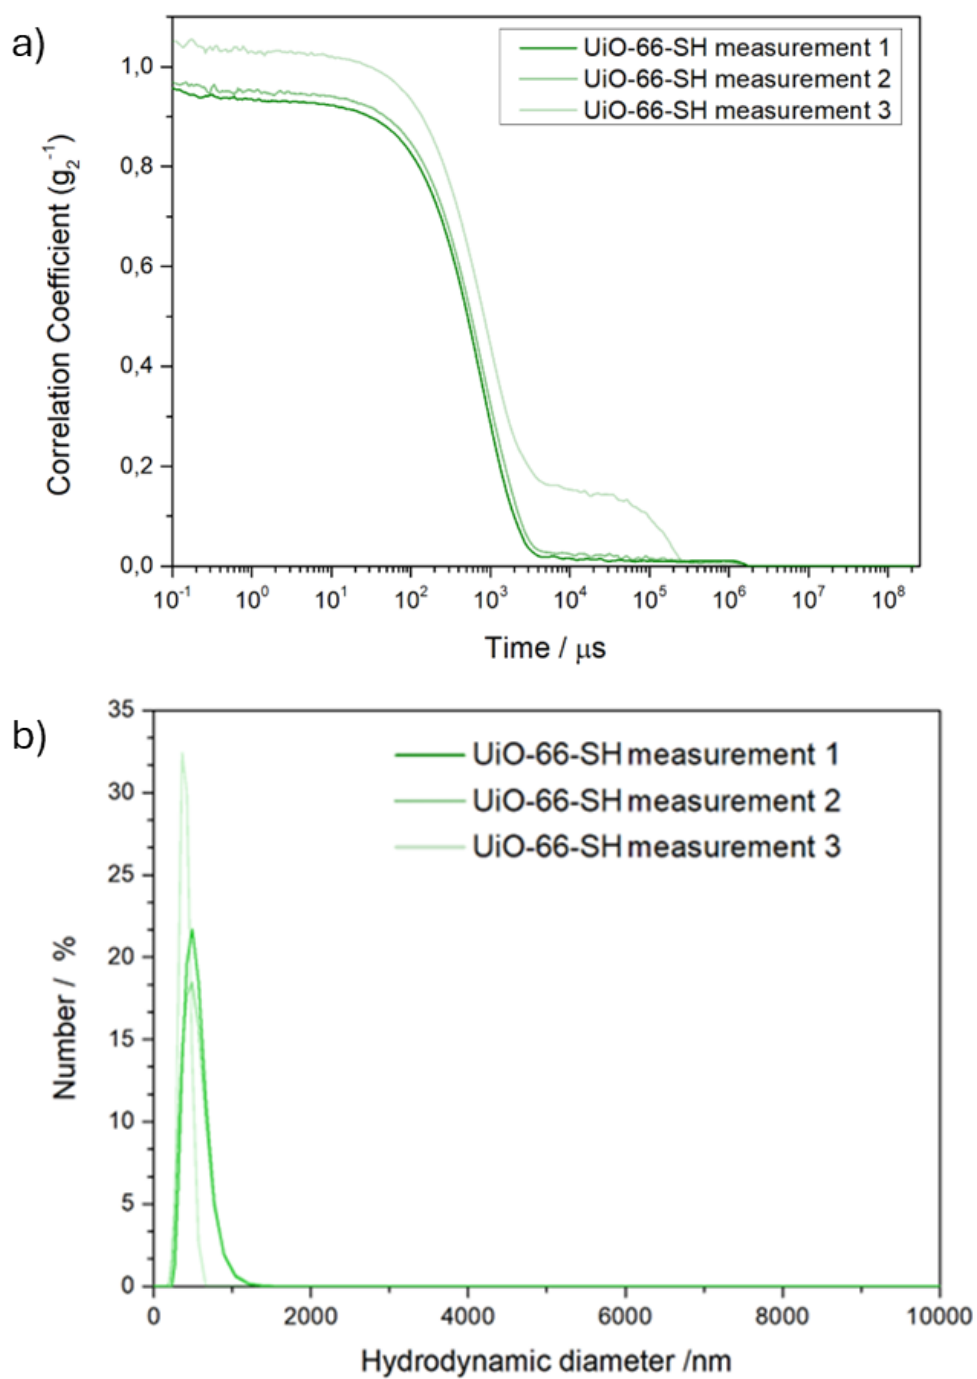 a)
UiO-66-SH measurement 1
UiO-66-SH measurement 2
UiO-66-SH measurement 3
Correlation Coefficient (g₂⁻¹)
1,0
0,8
0,6
0,4
0,2
0,0
10⁻¹ 10⁰ 10¹ 10² 10³ 10⁴ 10⁵ 10⁶ 10⁷ 10⁸
Time / μs
b)
UiO-66-SH measurement 1
UiO-66-SH measurement 2
UiO-66-SH measurement 3
Number / %
35
30
25
20
15
10
5
0
0 2000 4000 6000 8000 10000
Hydrodynamic diameter /nm